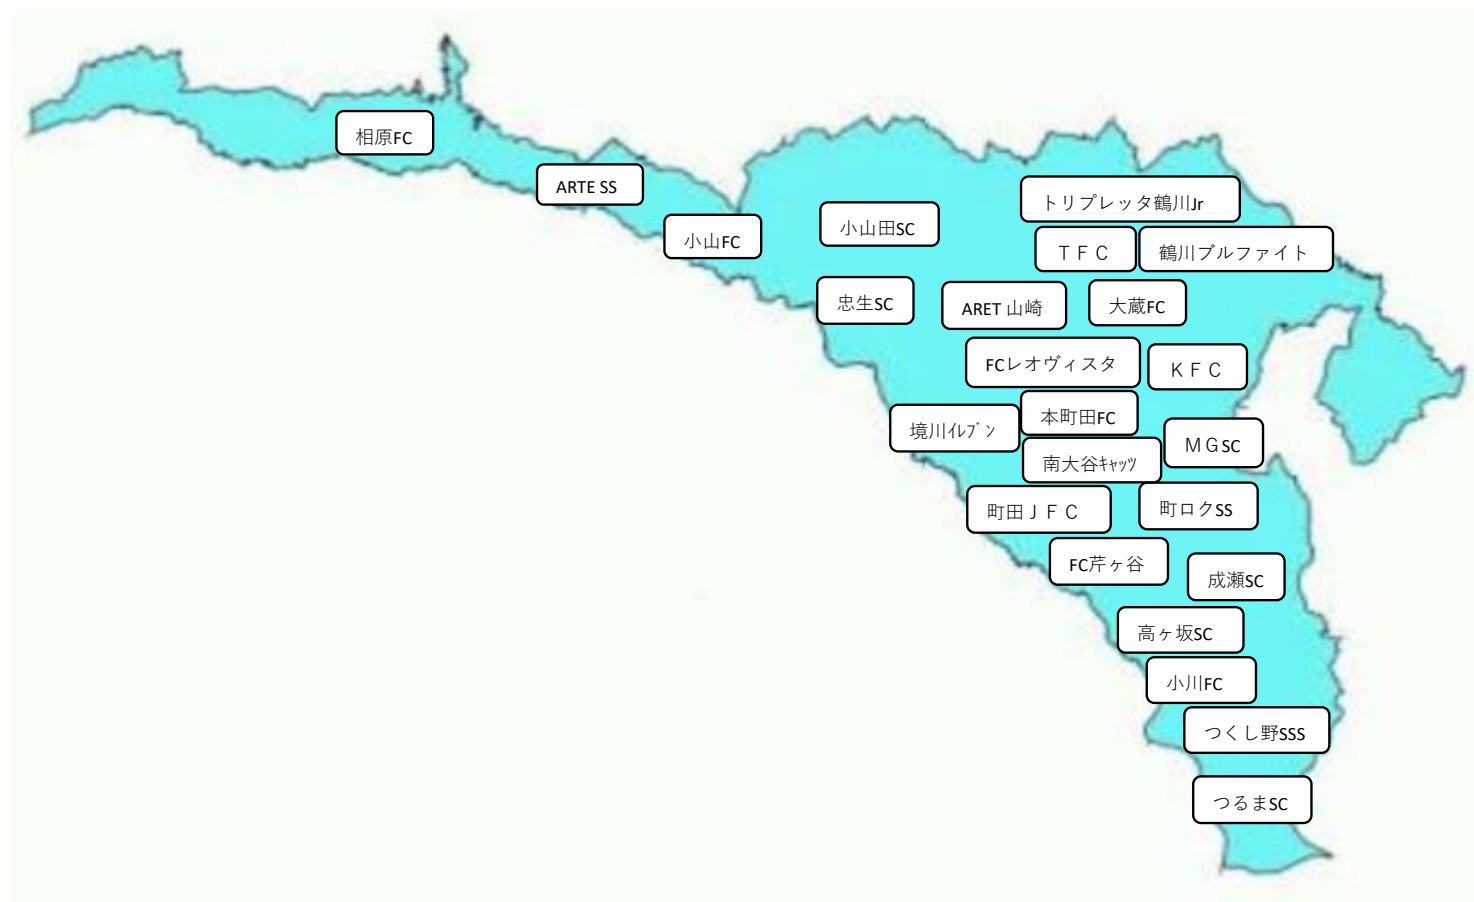 相原FC
ARTE SS
小山FC
小山田SC
トリプレッタ鶴川Jr
ＴＦＣ
鶴川ブルファイト
忠生SC
ARET 山崎
大蔵FC
FCレオヴィスタ
ＫＦＣ
境川ｲﾚﾌﾞﾝ
本町田FC
ＭＧSC
南大谷ｷｬｯﾂ
町田ＪＦＣ
町ロクSS
FC芹ヶ谷
成瀬SC
高ヶ坂SC
小川FC
つくし野SSS
つるまSC